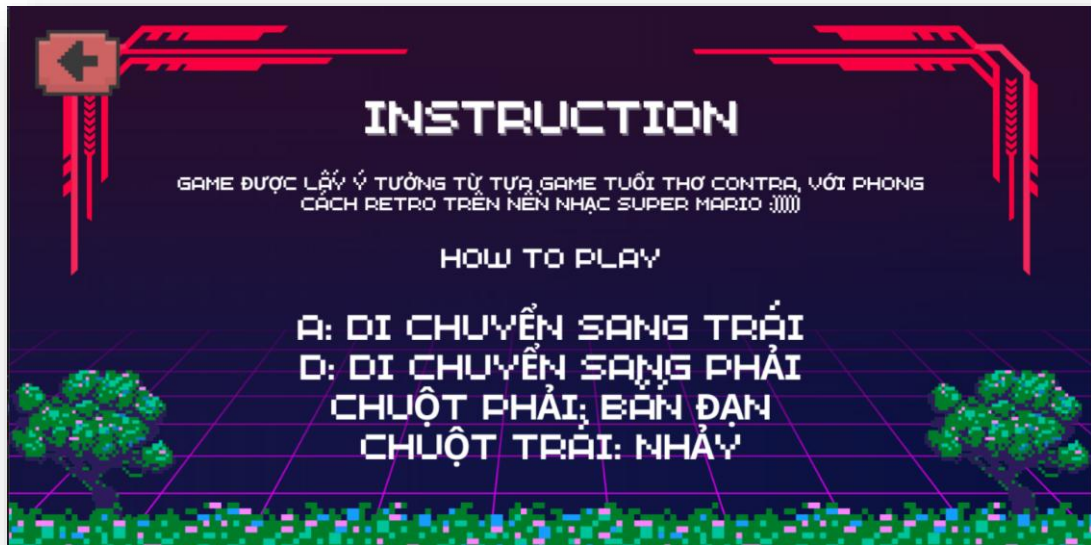 INSTRUCTION
GAME ĐƯỢC LẤY Ý TƯỞNG TỪ TỰA GAME TUỔI THƠ CONTRA, VỚI PHONG
CÁCH RETRO TRÊN NỀN NHẠC SUPER MARIO :)))))
HOW TO PLAY
A: DI CHUYỂN SANG TRÁI
D: DI CHUYỂN SANG PHẢI
CHUỘT PHẢI: BẮN ĐẠN
CHUỘT TRÁI: NHẢY